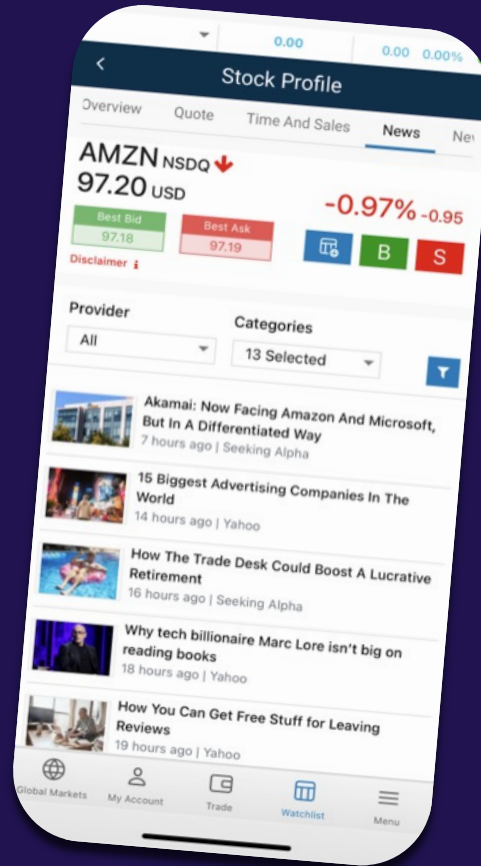 0.00 0.00 0.00%
Stock Profile
Overview Quote Time And Sales News
AMZN NSDQ
97.20 USD
-0.97% -0.95
Best Bid
97.18
Best Ask
97.19
B S
Disclaimer i
Provider
All
Categories
13 Selected
Akamai: Now Facing Amazon And Microsoft,
But In A Differentiated Way
7 hours ago | Seeking Alpha
15 Biggest Advertising Companies In The
World
14 hours ago | Yahoo
How The Trade Desk Could Boost A Lucrative
Retirement
16 hours ago | Seeking Alpha
Why tech billionaire Marc Lore isn't big on
reading books
18 hours ago | Yahoo
How You Can Get Free Stuff for Leaving
Reviews
19 hours ago | Yahoo
Global Markets My Account Trade Watchlist Menu